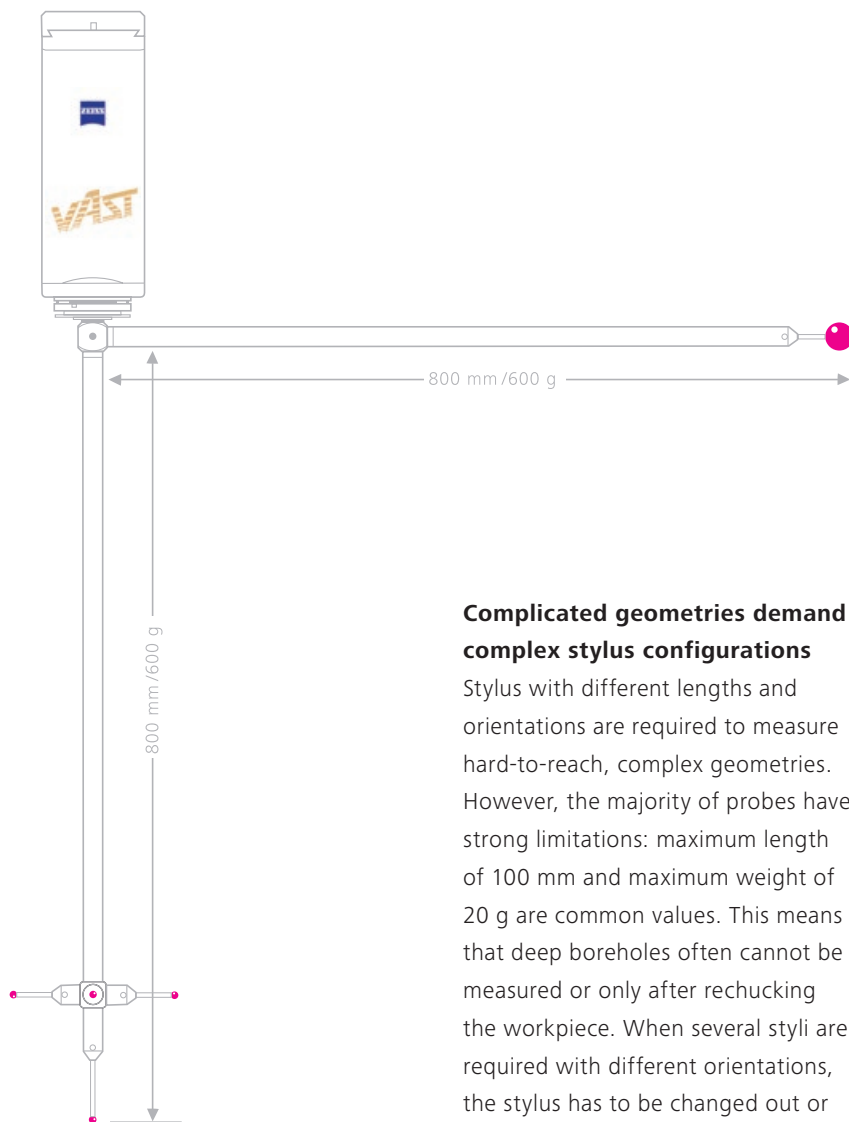 ZEISS
VAST
800 mm/600 g
800 mm/600 g
Complicated geometries demand
complex stylus configurations
Stylus with different lengths and
orientations are required to measure
hard-to-reach, complex geometries.
However, the majority of probes have
strong limitations: maximum length
of 100 mm and maximum weight of
20 g are common values. This means
that deep boreholes often cannot be
measured or only after rechucking
the workpiece. When several styli are
required with different orientations,
the stylus has to be changed out or